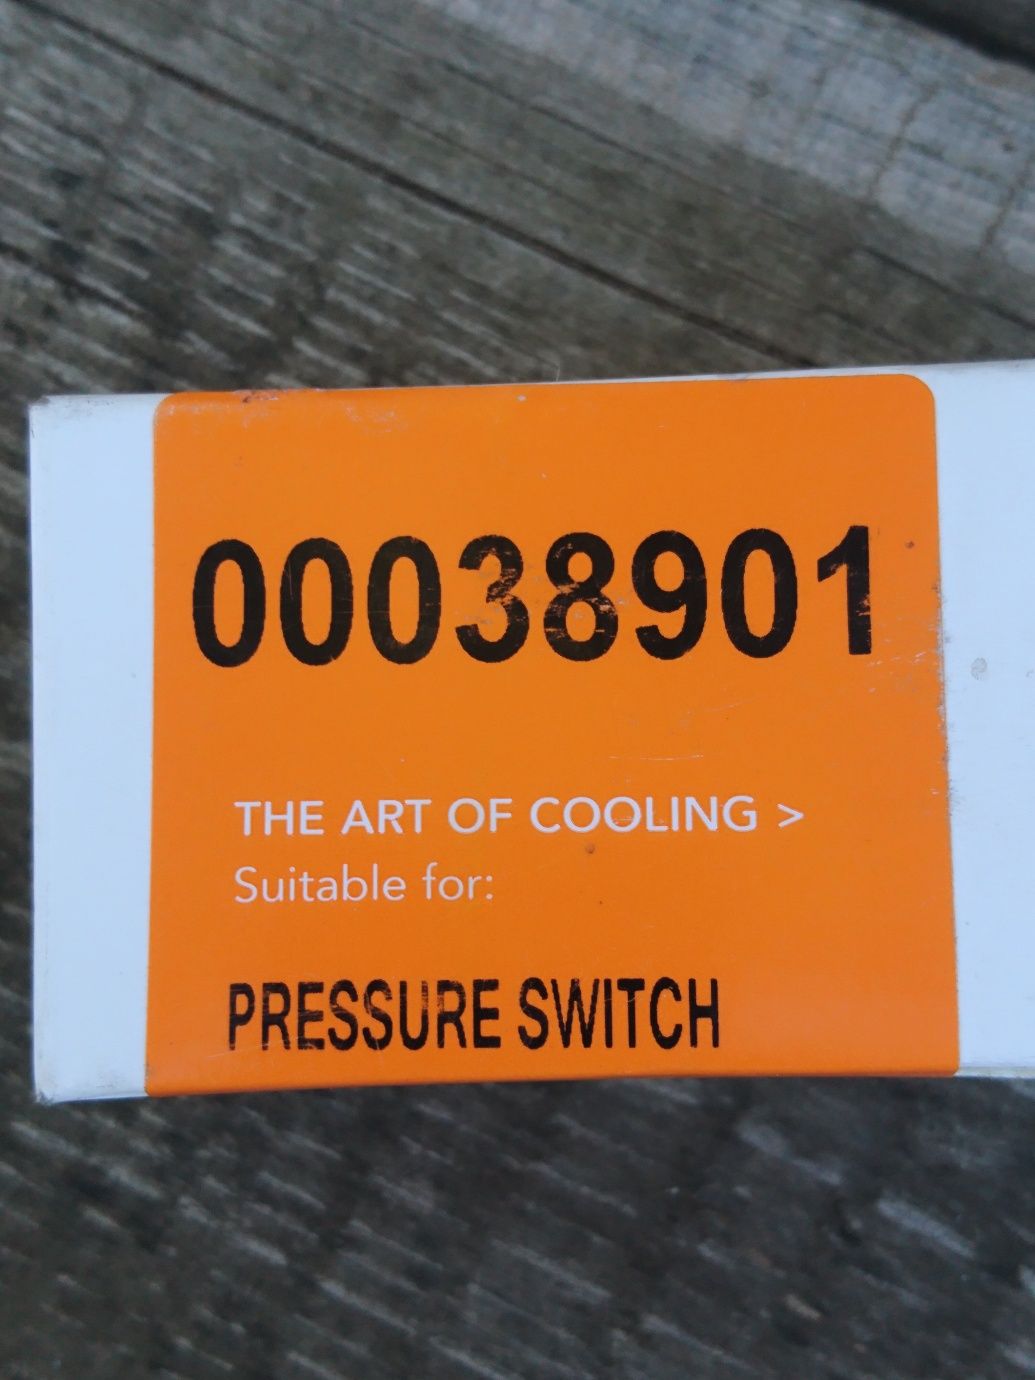 00038901
THE ART OF COOLING >
Suitable for:
PRESSURE SWITCH